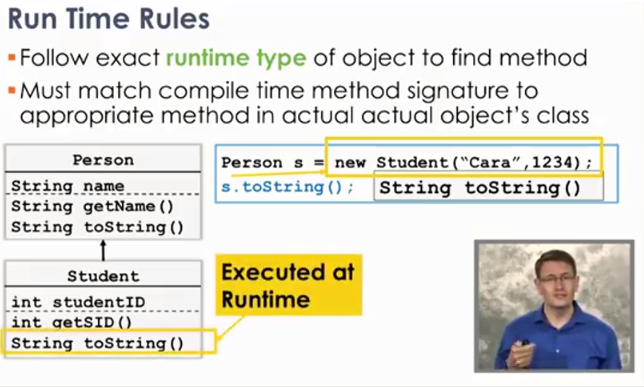 Run Time Rules
Follow exact runtime type of object to find method
Must match compile time method signature to
appropriate method in actual actual object's class
Person
String name
String getName()
String toString()
Student
int studentID
int getSID()
String toString()
Person s = new Student("Cara",1234);
s.toString();
String toString()
Executed at
Runtime